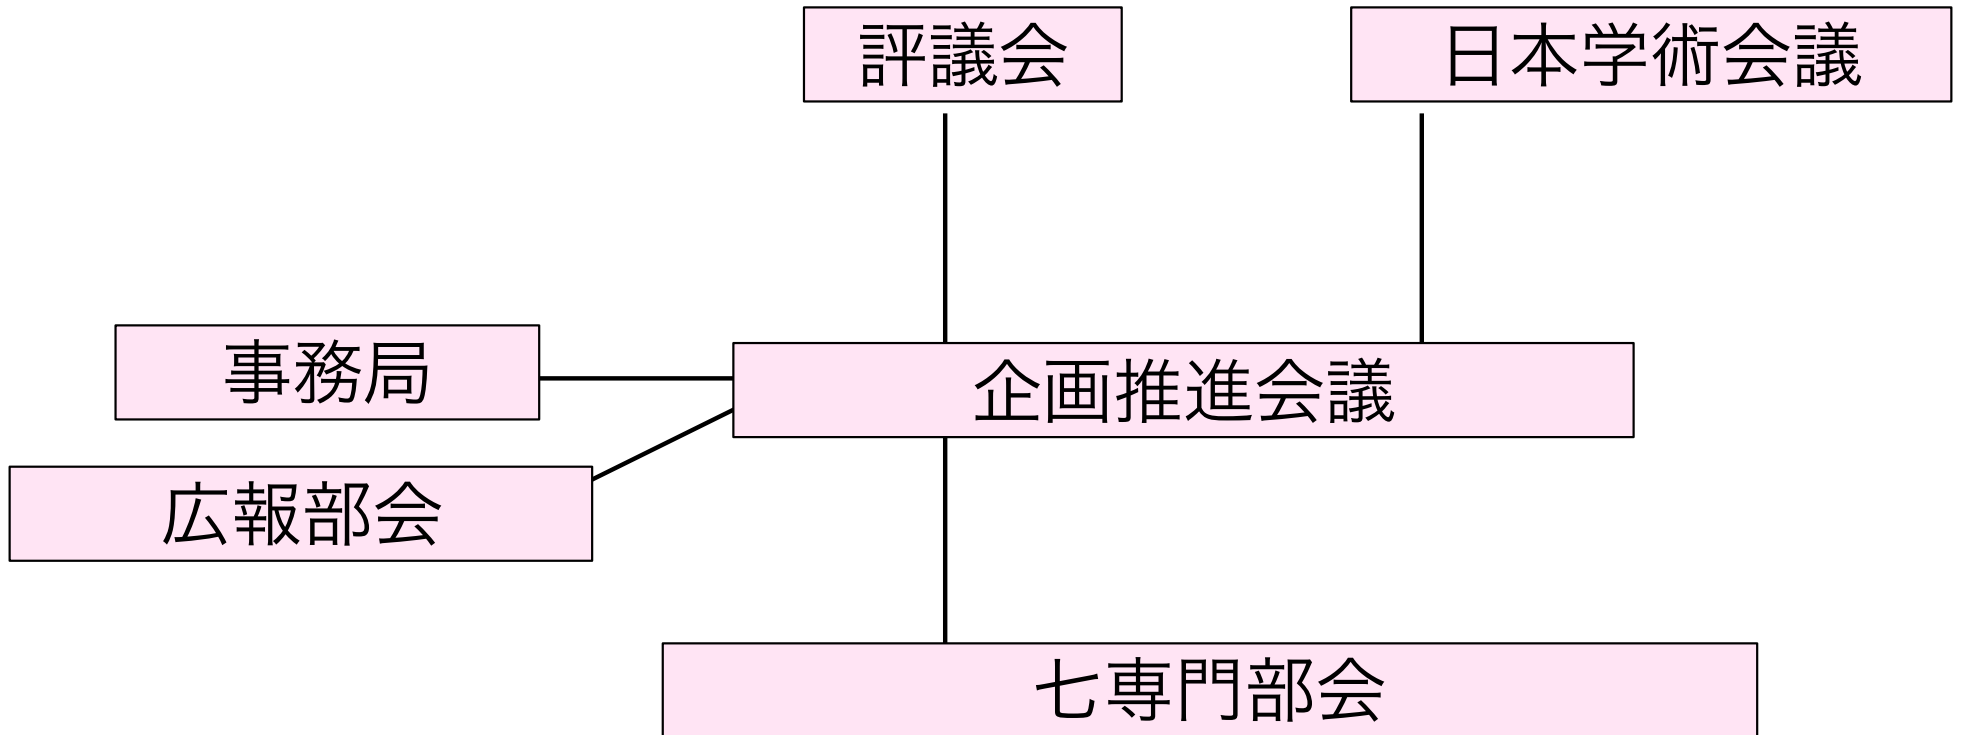 評議会
日本学術会議
事務局
企画推進会議
広報部会
七専門部会